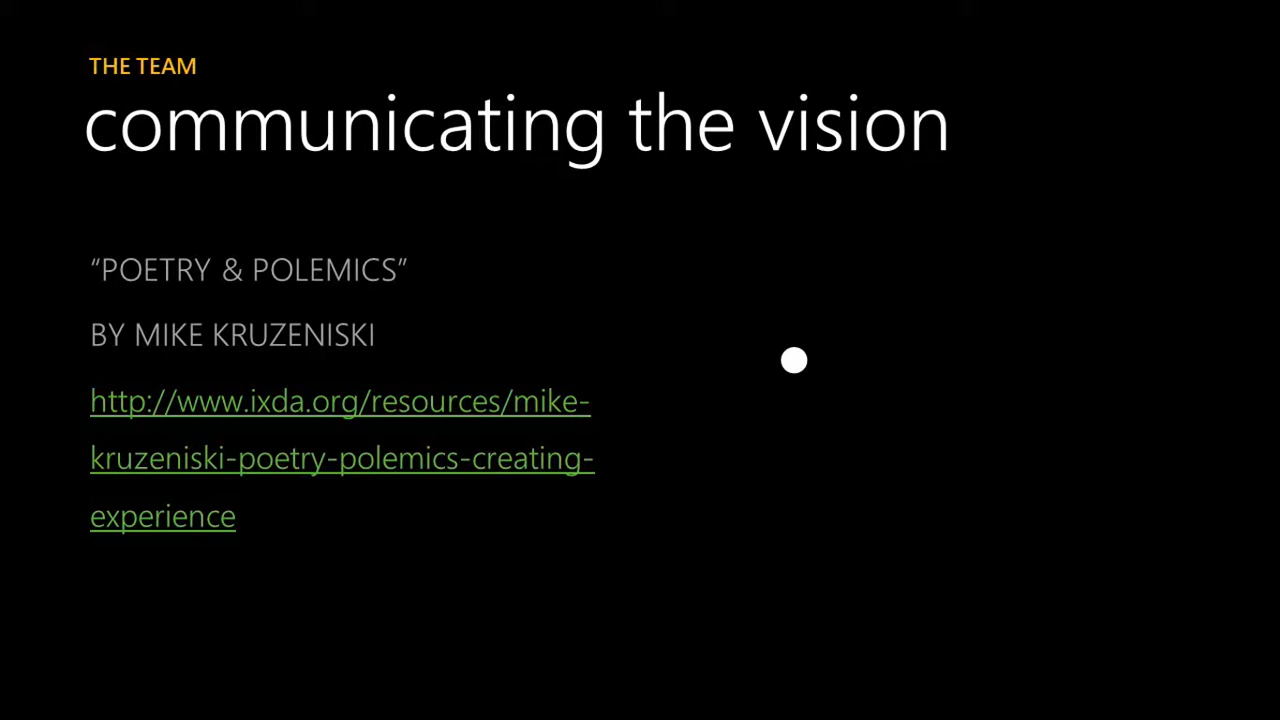 THE TEAM
communicating the vision
“POETRY & POLEMICS”
BY MIKE KRUZENISKI
http://www.ixda.org/resources/mike-
kruzeniski-poetry-polemics-creating-
experience